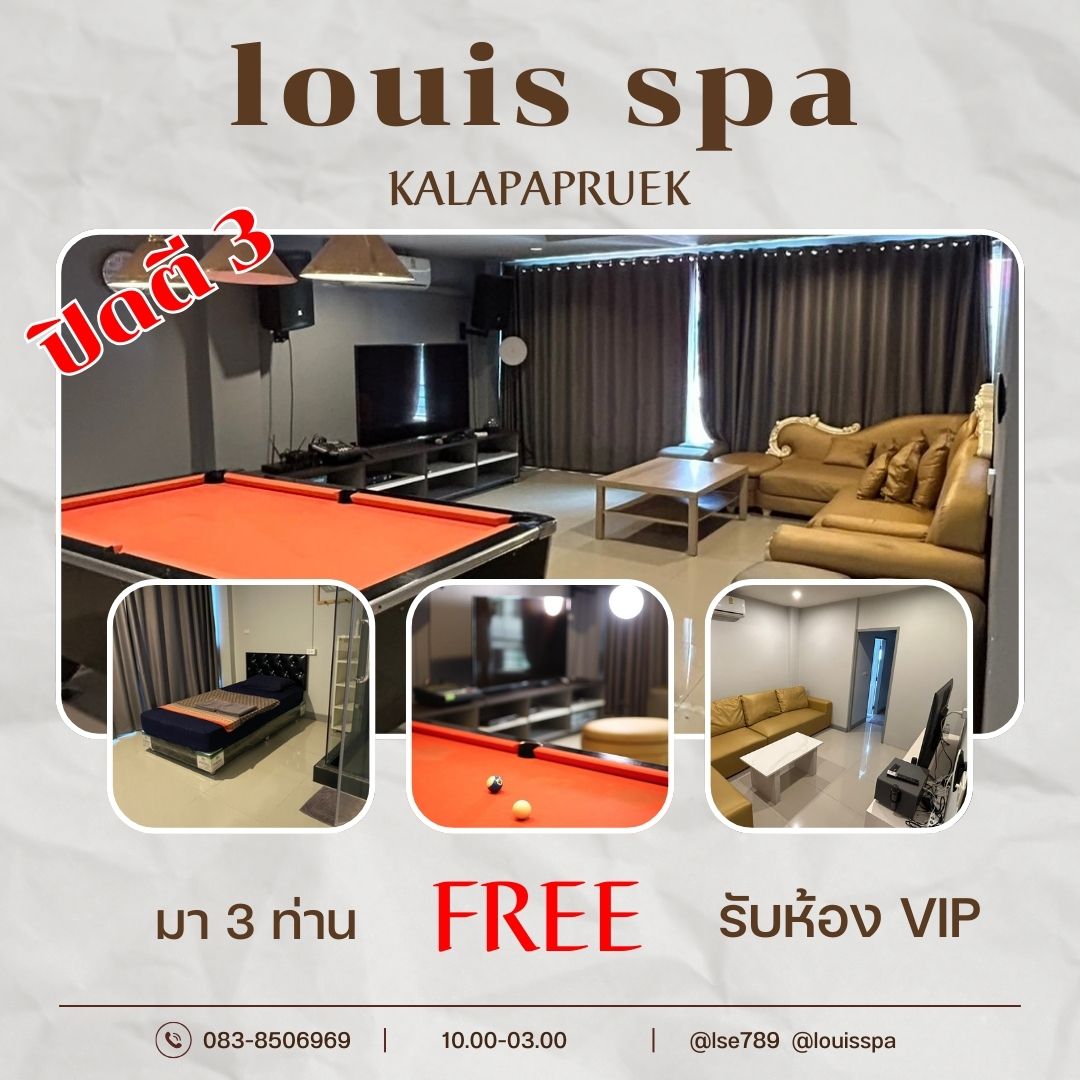 louis spa
KALAPAPRUEK
ปิดตี 3
มา 3 ท่าน FREE รับห้อง VIP
083-8506969 | 10.00-03.00 | @lse789 @louisspa